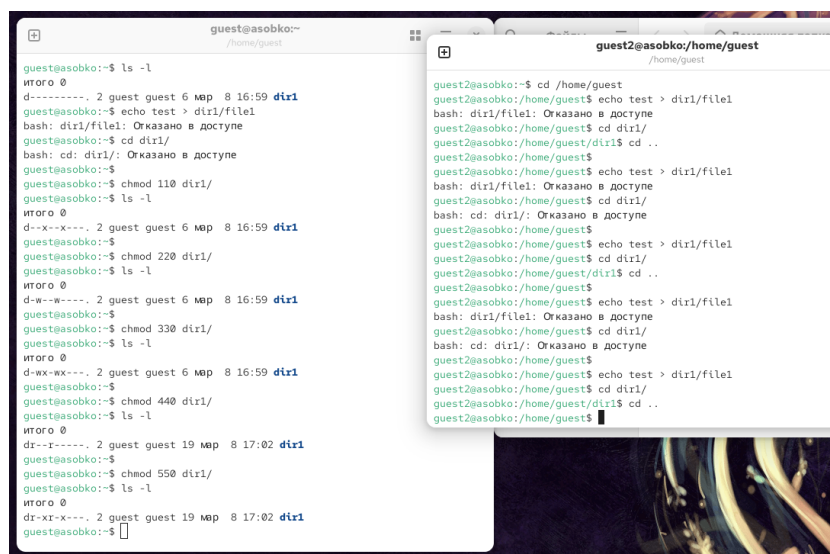 guest@asobko:~
/home/guest
guest@asobko:~$ ls -l
итого 0
d---------. 2 guest guest 6 мар  8 16:59 dir1
guest@asobko:~$ echo test > dir1/file1
bash: dir1/file1: Отказано в доступе
guest@asobko:~$ cd dir1/
bash: cd: dir1/: Отказано в доступе
guest@asobko:~$
guest@asobko:~$ chmod 110 dir1/
guest@asobko:~$ ls -l
итого 0
d--x--x---. 2 guest guest 6 мар  8 16:59 dir1
guest@asobko:~$
guest@asobko:~$ chmod 220 dir1/
guest@asobko:~$ ls -l
итого 0
d-w--w----. 2 guest guest 6 мар  8 16:59 dir1
guest@asobko:~$
guest@asobko:~$ chmod 330 dir1/
guest@asobko:~$ ls -l
итого 0
d-wx-wx---. 2 guest guest 6 мар  8 16:59 dir1
guest@asobko:~$
guest@asobko:~$ chmod 440 dir1/
guest@asobko:~$ ls -l
итого 0
dr--r-----. 2 guest guest 19 мар  8 17:02 dir1
guest@asobko:~$
guest@asobko:~$ chmod 550 dir1/
guest@asobko:~$ ls -l
итого 0
dr-xr-x---. 2 guest guest 19 мар  8 17:02 dir1
guest@asobko:~$
guest2@asobko:/home/guest
/home/guest
guest2@asobko:~$ cd /home/guest
guest2@asobko:/home/guest$ echo test > dir1/file1
bash: dir1/file1: Отказано в доступе
guest2@asobko:/home/guest$ cd dir1/
guest2@asobko:/home/guest/dir1$ cd ..
guest2@asobko:/home/guest$
guest2@asobko:/home/guest$ echo test > dir1/file1
bash: dir1/file1: Отказано в доступе
guest2@asobko:/home/guest$ cd dir1/
bash: cd: dir1/: Отказано в доступе
guest2@asobko:/home/guest$
guest2@asobko:/home/guest$ echo test > dir1/file1
guest2@asobko:/home/guest$ cd dir1/
guest2@asobko:/home/guest/dir1$ cd ..
guest2@asobko:/home/guest$
guest2@asobko:/home/guest$ echo test > dir1/file1
bash: dir1/file1: Отказано в доступе
guest2@asobko:/home/guest$ cd dir1/
bash: cd: dir1/: Отказано в доступе
guest2@asobko:/home/guest$
guest2@asobko:/home/guest$ echo test > dir1/file1
guest2@asobko:/home/guest$ cd dir1/
guest2@asobko:/home/guest/dir1$ cd ..
guest2@asobko:/home/guest$